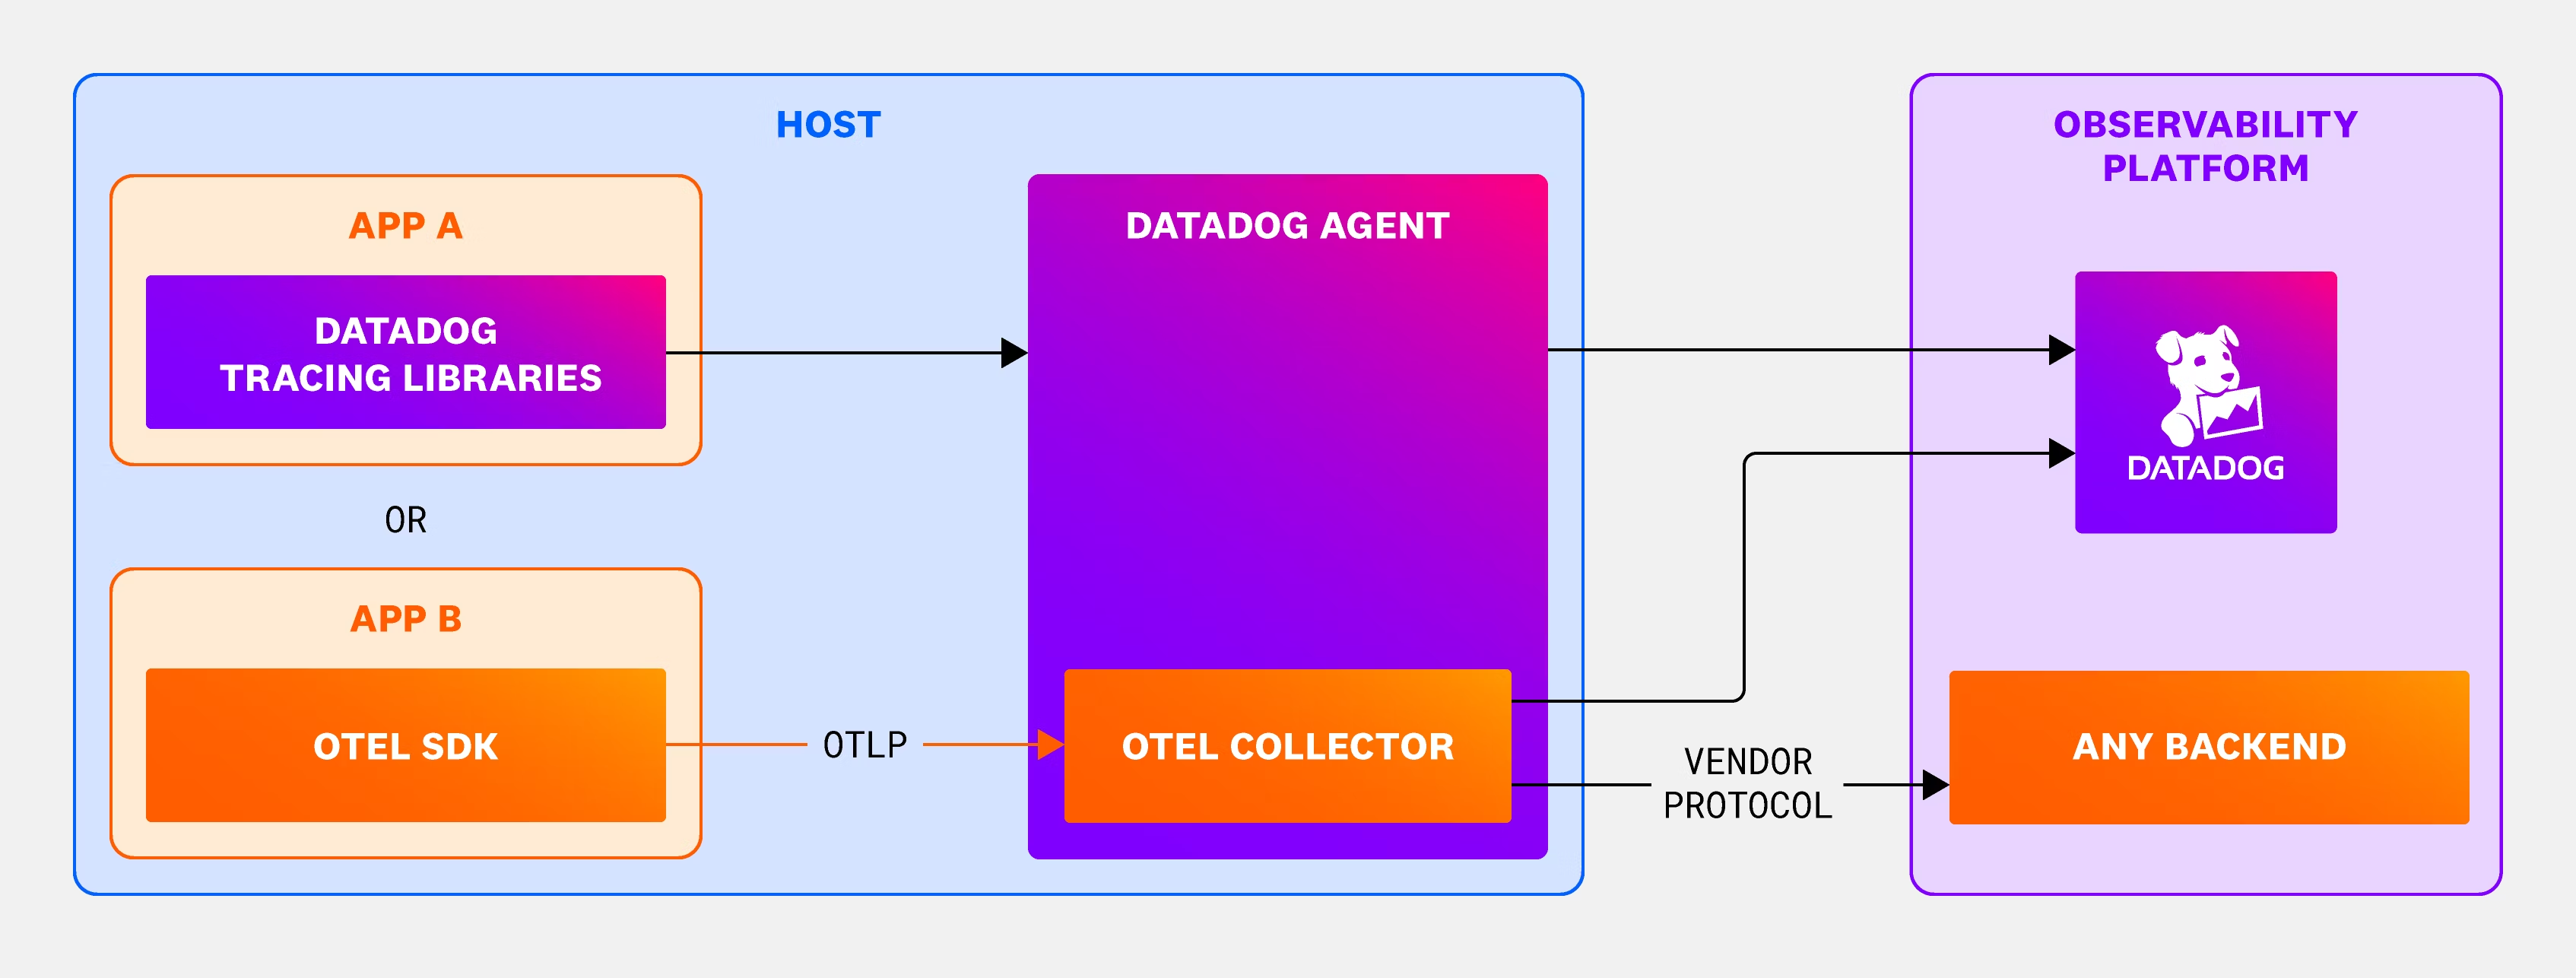 HOST
APP A
DATADOG
TRACING LIBRARIES
OR
APP B
OTEL SDK
OTLP
DATADOG AGENT
OTEL COLLECTOR
VENDOR
PROTOCOL
OBSERVABILITY
PLATFORM
DATADOG
ANY BACKEND